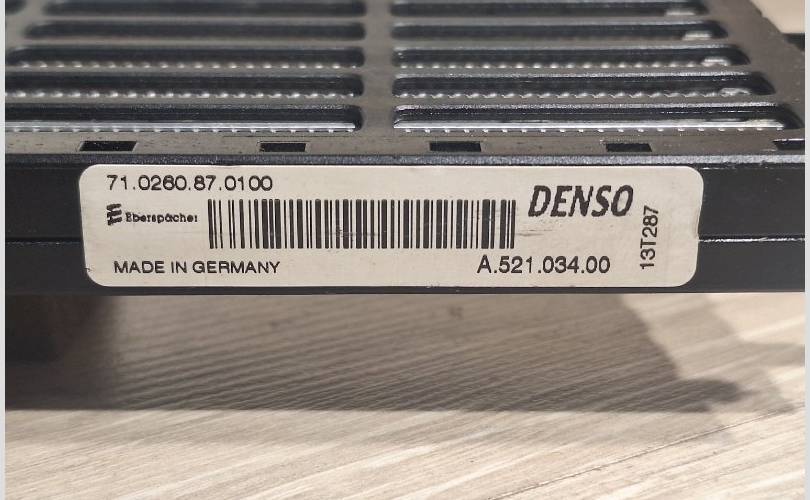 71.0260.87.0100
Eberspächer
DENSO
MADE IN GERMANY
A.521.034.00
13T287